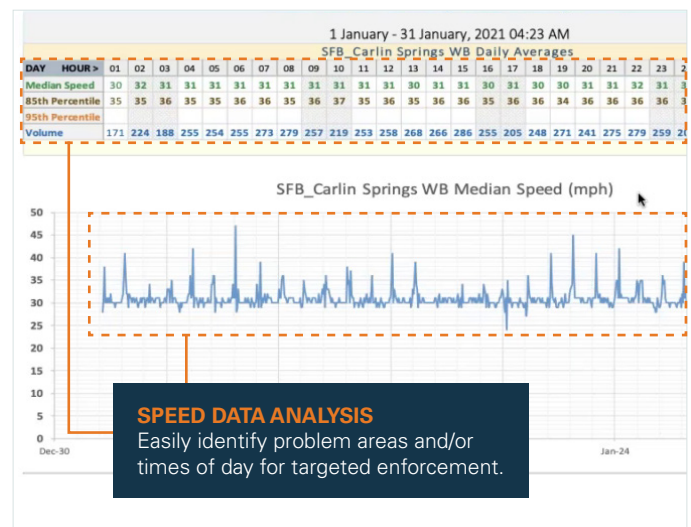 1 January - 31 January, 2021 04:23 AM
SFB_Carlin Springs WB Daily Averages
DAY HOUR > 01 02 03 04 05 06 07 08 09 10 11 12 13 14 15 16 17 18 19 20 21 22 23
Median Speed 30 32 31 31 31 31 31 31 31 31 31 31 30 31 31 30 31 30 30 31 31 32 31
85th Percentile 35 35 36 35 35 36 36 35 36 37 35 35 36 35 36 35 36 36 34 36 36 36 36
95th Percentile
Volume 171 224 188 255 254 255 273 279 257 219 253 258 268 266 286 255 205 248 271 241 275 279 259
SFB_Carlin Springs WB Median Speed (mph)
50
45
40
35
30
25
20
15
10
5
0
Dec-30 Jan-24
SPEED DATA ANALYSIS
Easily identify problem areas and/or
times of day for targeted enforcement.